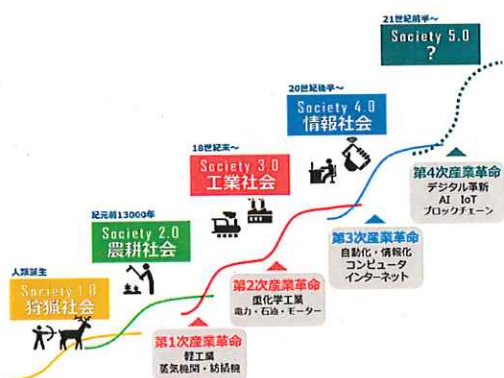 21世紀前半～
Society 5.0
？
20世紀後半～
Society 4.0
情報社会
18世紀末～
Society 3.0
工業社会
紀元前13000年
Society 2.0
農耕社会
人類誕生
Society 1.0
狩猟社会
第4次産業革命
デジタル革新
AI IoT
ブロックチェーン
第3次産業革命
自動化・情報化
コンピュータ
インターネット
第2次産業革命
重化学工業
電力・石油・モーター
第1次産業革命
軽工業
蒸気機関・紡績機